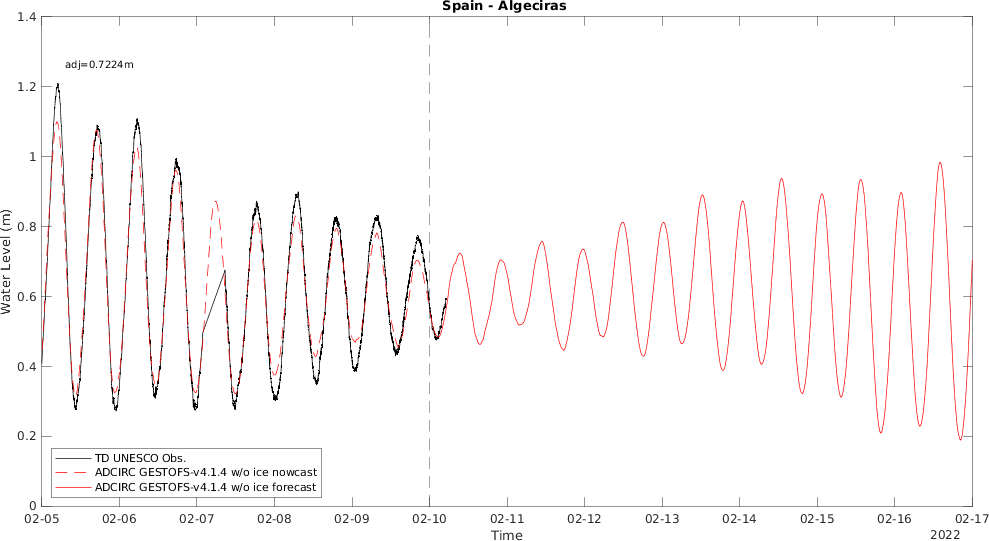 Spain - Algeciras
1.4
adj=0.7224m
1.2
1
0.8
0.6
0.4
0.2
0
Water Level (m)
TD UNESCO Obs.
ADCIRC GESTOFS-v4.1.4 w/o ice nowcast
ADCIRC GESTOFS-v4.1.4 w/o ice forecast
02-05 02-06 02-07 02-08 02-09 02-10 02-11 02-12 02-13 02-14 02-15 02-16 02-17
Time
2022